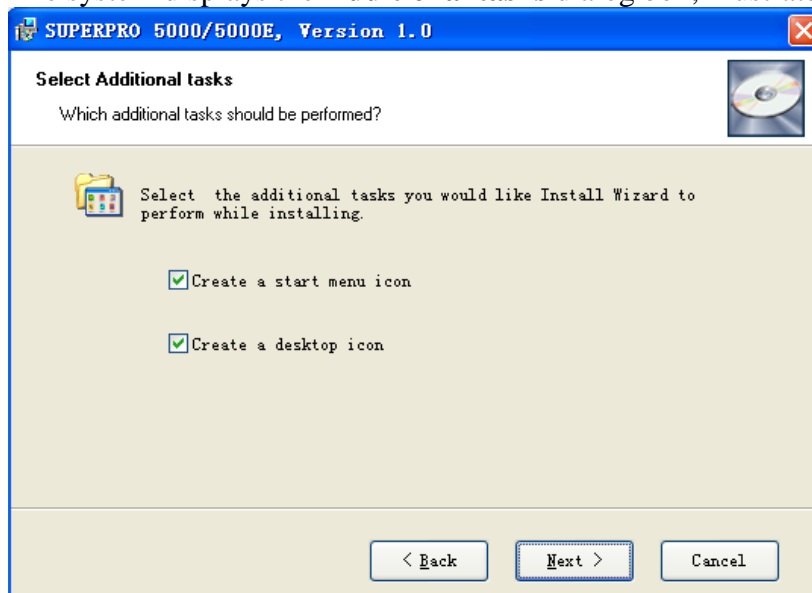 SUPERPRO 5000/5000E, Version 1.0
Select Additional tasks
Which additional tasks should be performed?
Select the additional tasks you would like Install Wizard to
perform while installing.
Create a start menu icon
Create a desktop icon
< Back Next > Cancel